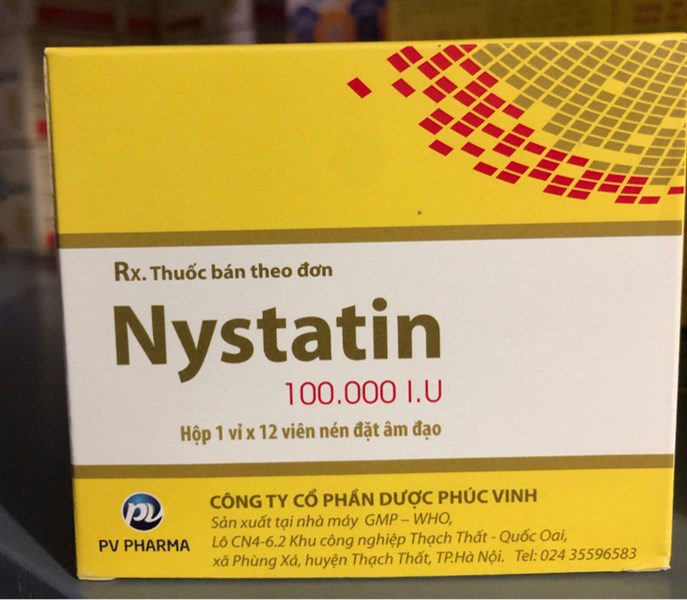 Rx. Thuốc bán theo đơn
Nystatin
100.000 I.U
Hộp 1 vỉ x 12 viên nén đặt âm đạo
PV
PV PHARMA
CÔNG TY CỔ PHẦN DƯỢC PHÚC VINH
Sản xuất tại nhà máy GMP – WHO,
Lô CN4-6.2 Khu công nghiệp Thạch Thất - Quốc Oai,
xã Phùng Xá, huyện Thạch Thất, TP.Hà Nội. Tel: 024 35596583